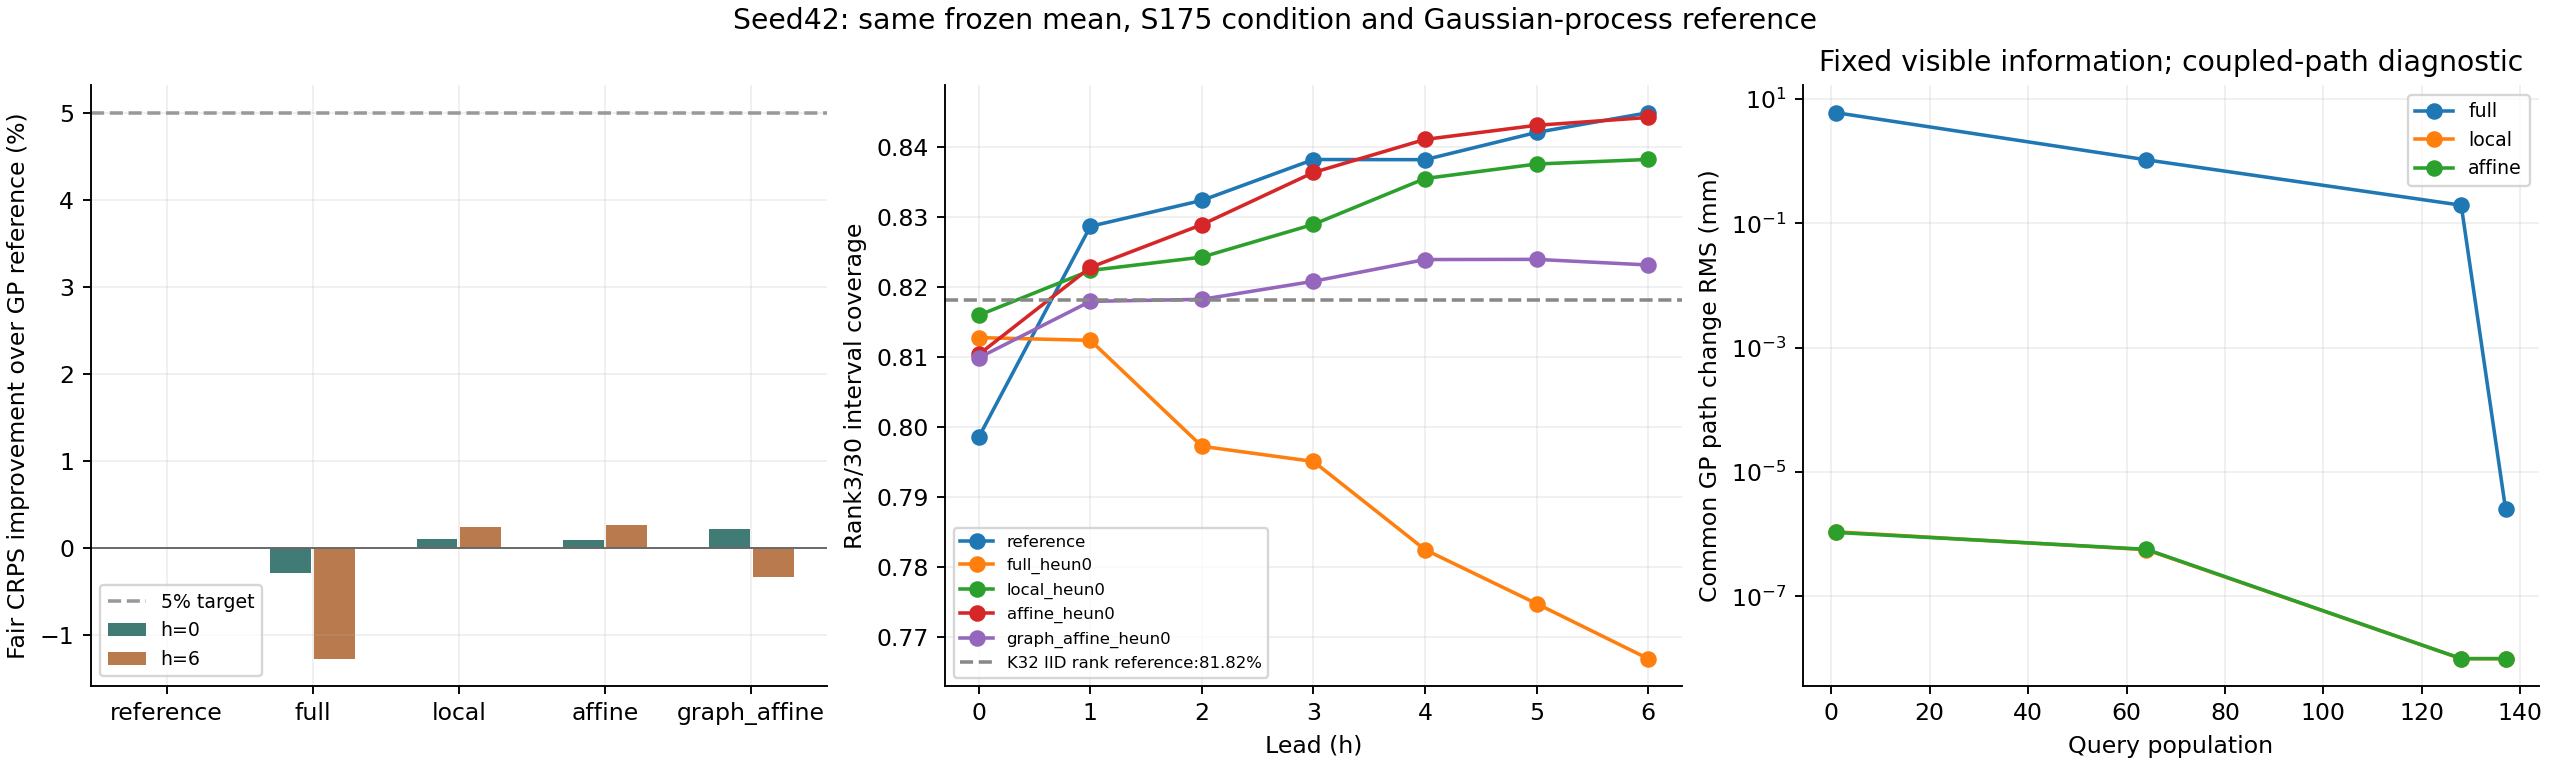 Seed42: same frozen mean, S175 condition and Gaussian-process reference
Fair CRPS improvement over GP reference (%)
5
4
3
2
1
0
−1
5% target
h=0
h=6
reference
full
local
affine
graph_affine
Rank3/30 interval coverage
0.84
0.83
0.82
0.81
0.80
0.79
0.78
0.77
reference
full_heun0
local_heun0
affine_heun0
graph_affine_heun0
K32 IID rank reference:81.82%
0 1 2 3 4 5 6
Lead (h)
Fixed visible information; coupled-path diagnostic
Common GP path change RMS (mm)
10¹
10⁻¹
10⁻³
10⁻⁵
10⁻⁷
full
local
affine
0 20 40 60 80 100 120 140
Query population